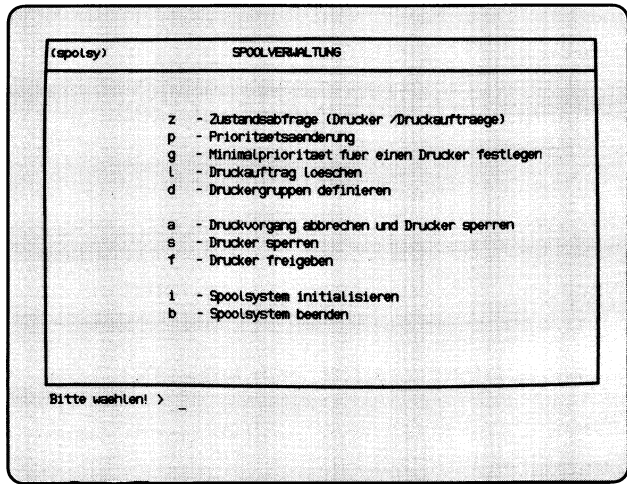 (spolsy) SPOOLVERWALTUNG
z - Zustandsabfrage (Drucker /Druckauftraege)
p - Prioritaetsaenderung
g - Minimalprioritaet fuer einen Drucker festlegen
l - Druckauftrag loeschen
d - Druckergruppen definieren
a - Druckvorgang abbrechen und Drucker sperren
s - Drucker sperren
f - Drucker freigeben
i - Spoolsystem initialisieren
b - Spoolsystem beenden
Bitte waehlen! > _